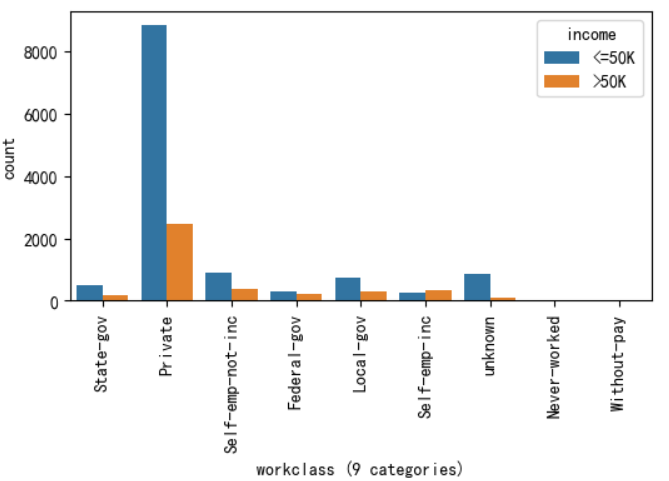 income
<=50K
>50K
8000
6000
4000
2000
0
count
State-gov
Private
Self-emp-not-inc
Federal-gov
Local-gov
Self-emp-inc
unknown
Never-worked
Without-pay
workclass (9 categories)